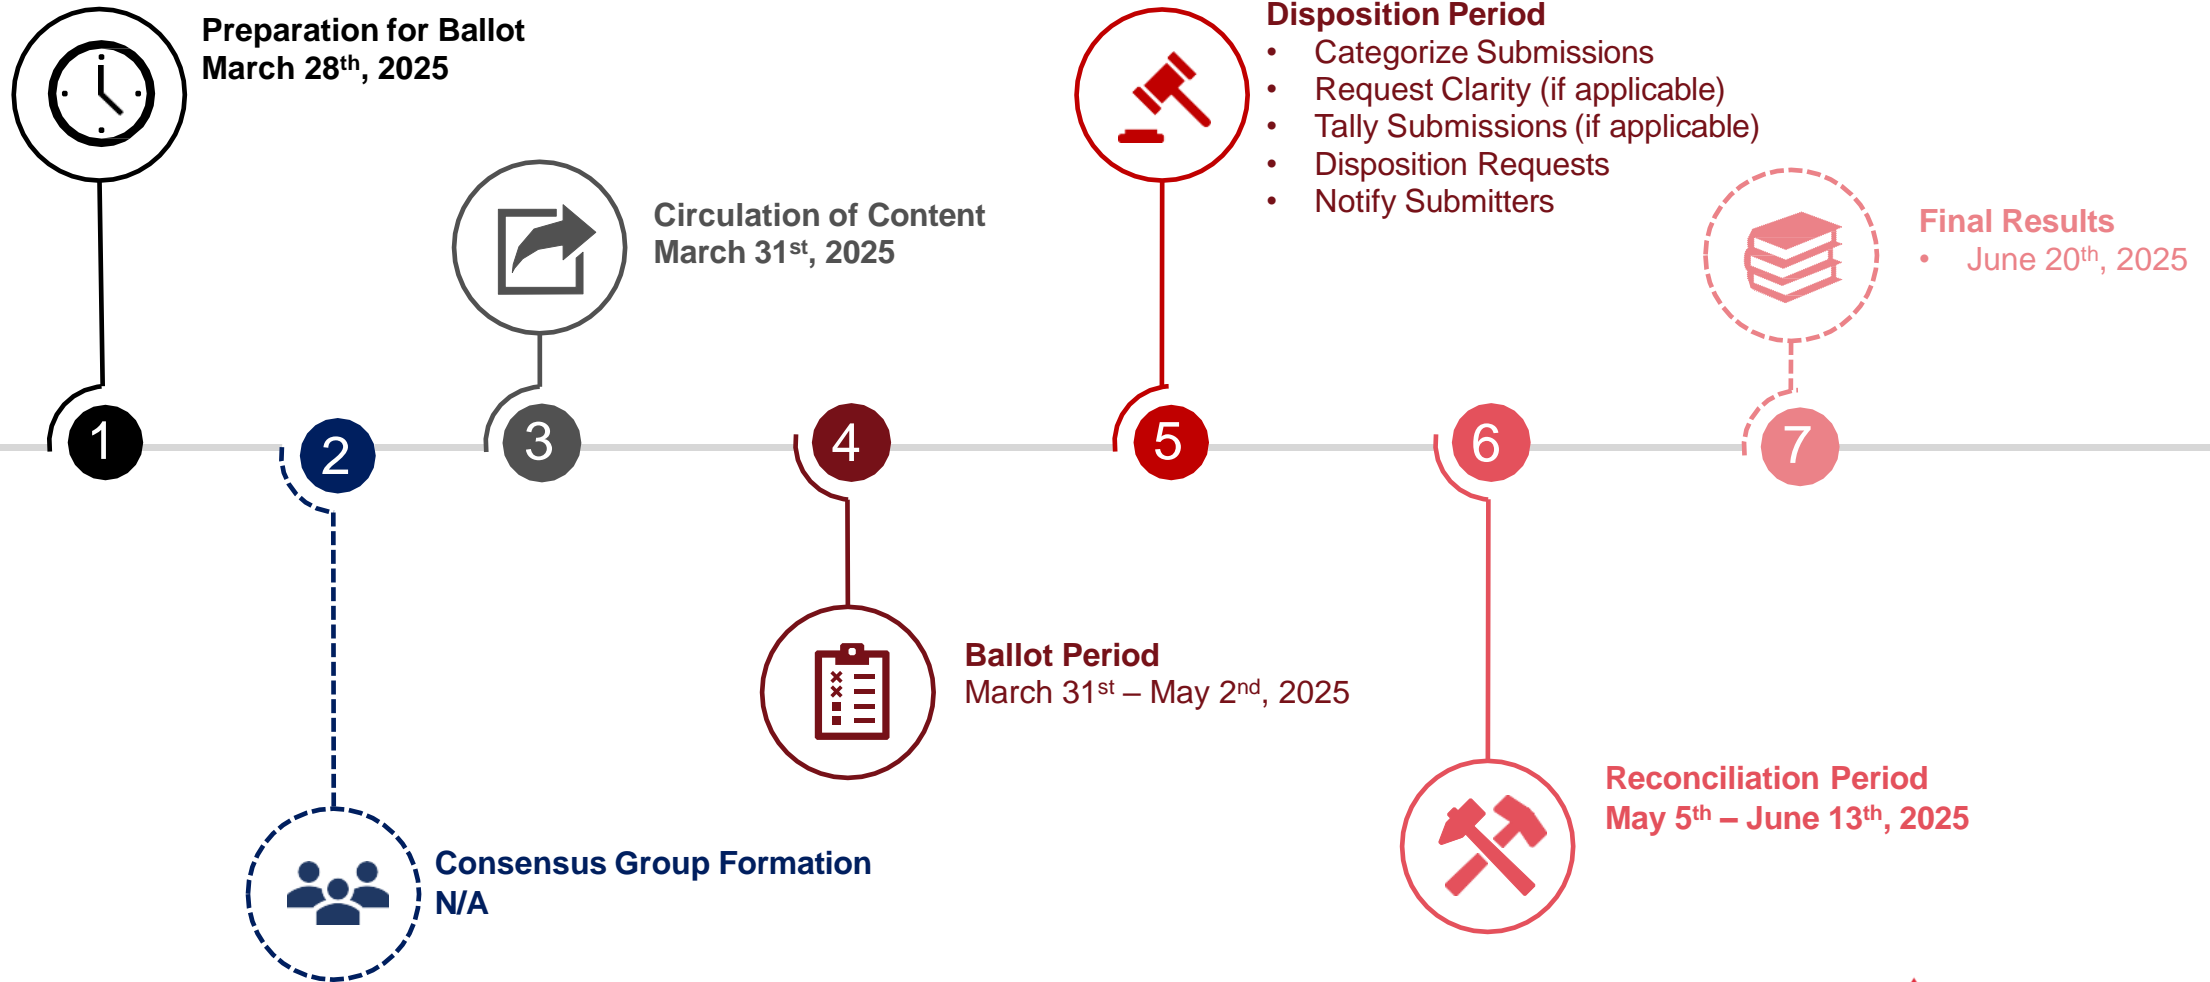 Preparation for Ballot
March 28th, 2025
1
Consensus Group Formation
N/A
2
Circulation of Content
March 31st, 2025
3
Ballot Period
March 31st – May 2nd, 2025
4
Disposition Period
• Categorize Submissions
• Request Clarity (if applicable)
• Tally Submissions (if applicable)
• Disposition Requests
• Notify Submitters
5
Reconciliation Period
May 5th – June 13th, 2025
6
Final Results
• June 20th, 2025
7